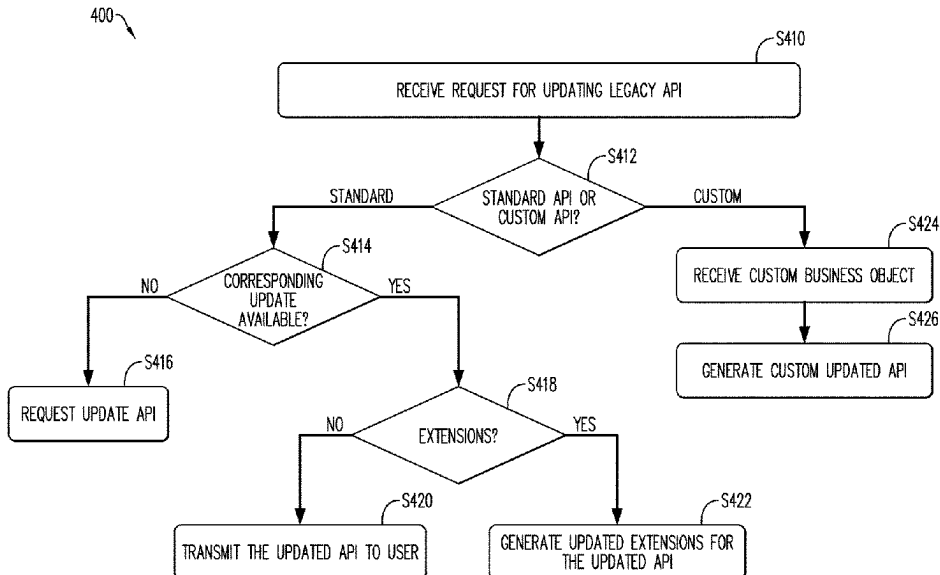 400
S410
RECEIVE REQUEST FOR UPDATING LEGACY API
S412
STANDARD API OR
CUSTOM API?
STANDARD
CUSTOM
S414
CORRESPONDING
UPDATE
AVAILABLE?
NO
YES
S424
RECEIVE CUSTOM BUSINESS OBJECT
S426
GENERATE CUSTOM UPDATED API
S416
REQUEST UPDATE API
S418
EXTENSIONS?
NO
YES
S420
TRANSMIT THE UPDATED API TO USER
S422
GENERATE UPDATED EXTENSIONS FOR
THE UPDATED API